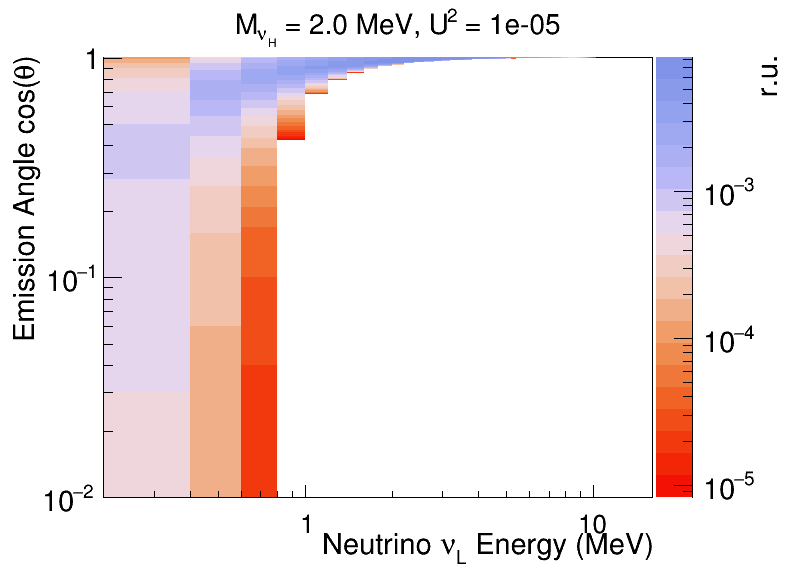 M_{ν_H} = 2.0 MeV, U² = 1e-05
r.u.
Emission Angle cos(θ)
1
10⁻¹
10⁻²
10⁻³
10⁻⁴
10⁻⁵
1
10
Neutrino ν_L Energy (MeV)